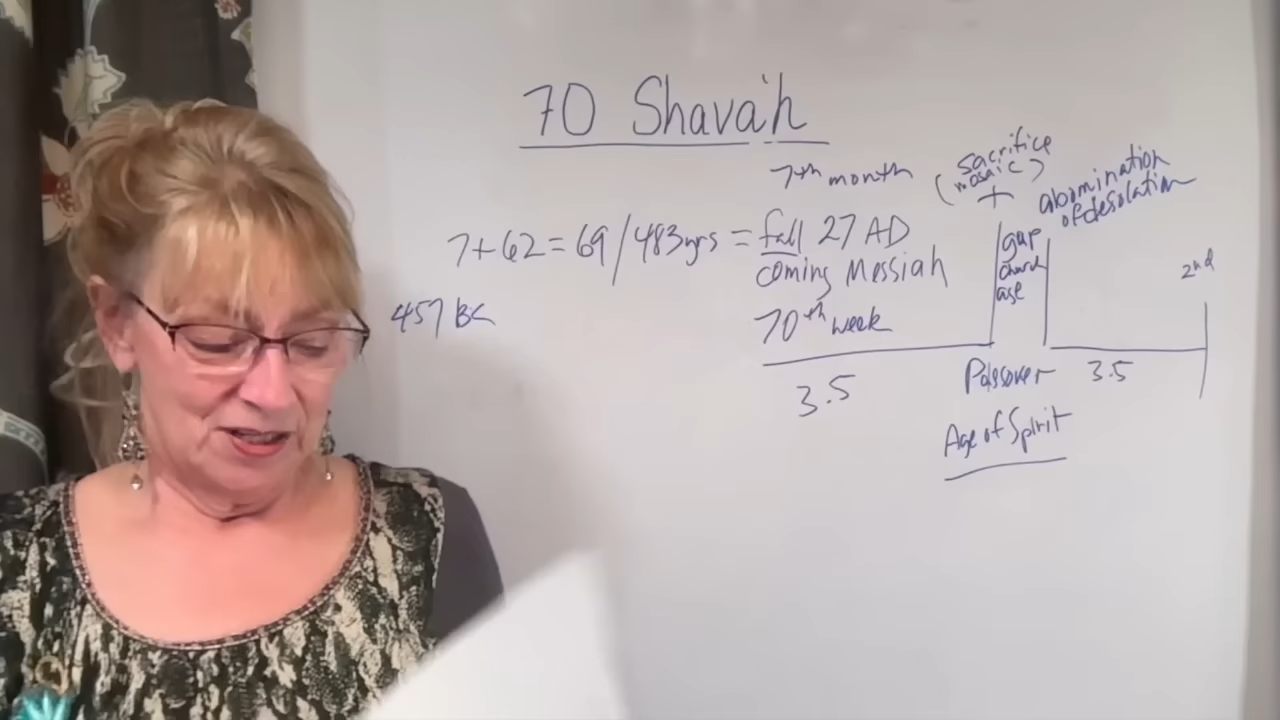 70 Shava'h
7th month
7+62=69/483yrs = fall 27 AD
coming Messiah
457 BC
70th week
3.5
sacrifice
(mosaic)
+
abomination
of desolation
gap
church
age
2nd
Passover
3.5
Age of Spirit